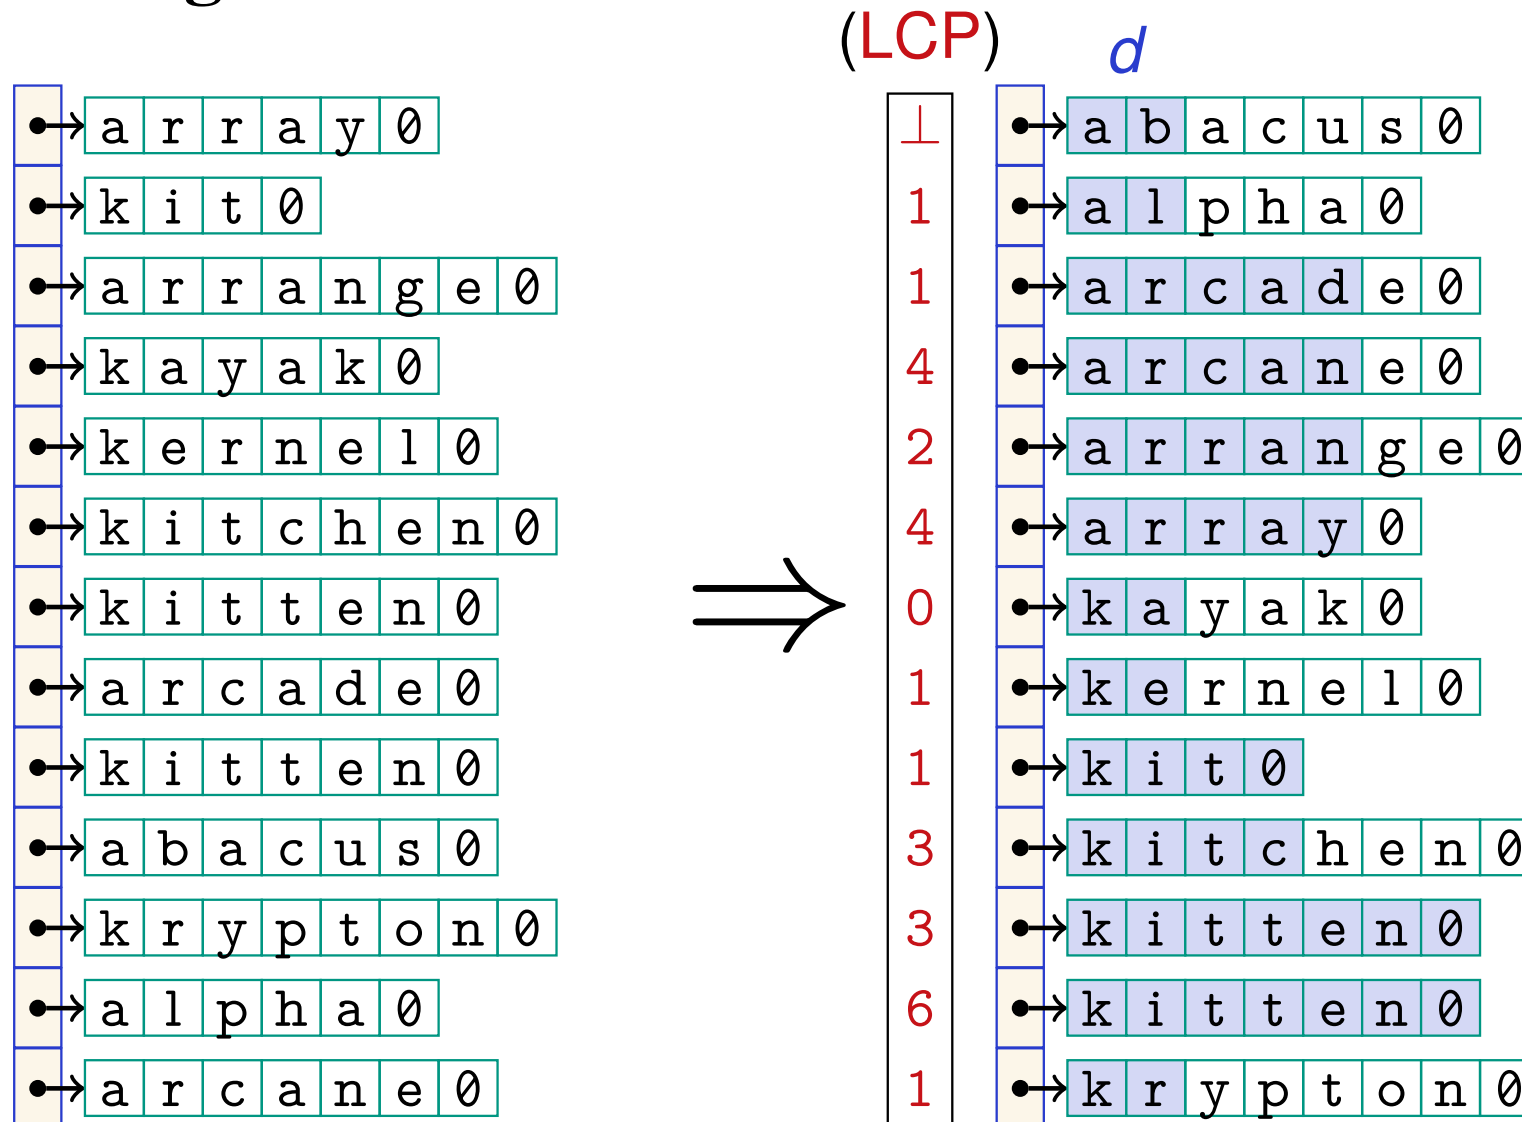 (LCP) d
array0
kit0
arrange0
kayak0
kernel0
kitchen0
kitten0
arcade0
kitten0
abacus0
krypton0
alpha0
arcane0
⇒
⊥ abacus0
1 alpha0
1 arcade0
4 arcane0
2 arrange0
4 array0
0 kayak0
1 kernel0
1 kit0
3 kitchen0
3 kitten0
6 kitten0
1 krypton0